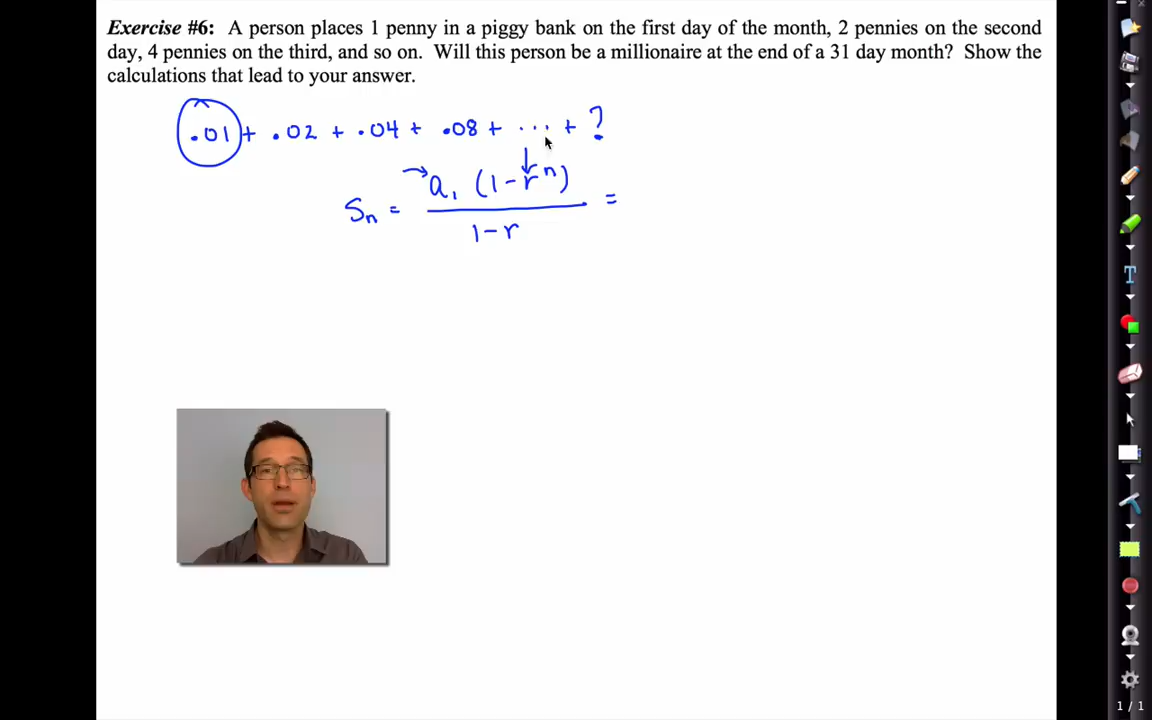 Exercise #6: A person places 1 penny in a piggy bank on the first day of the month, 2 pennies on the second
day, 4 pennies on the third, and so on. Will this person be a millionaire at the end of a 31 day month? Show the
calculations that lead to your answer.
.01 + .02 + .04 + .08 + ... + ?
Sₙ = a₁ (1-rⁿ) / 1-r =
T
1 / 1